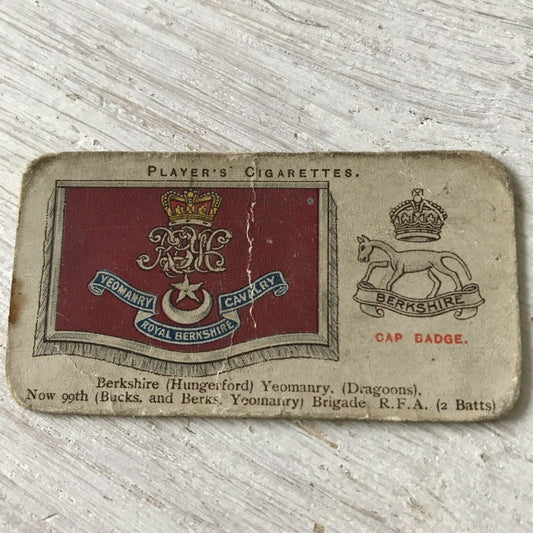 PLAYER'S CIGARETTES.
YEOMANRY CAVALRY
ROYAL BERKSHIRE
BERKSHIRE
CAP BADGE.
Berkshire (Hungerford) Yeomanry, (Dragoons),
Now 99th (Bucks. and Berks. Yeomanry) Brigade R.F.A. (2 Batts)